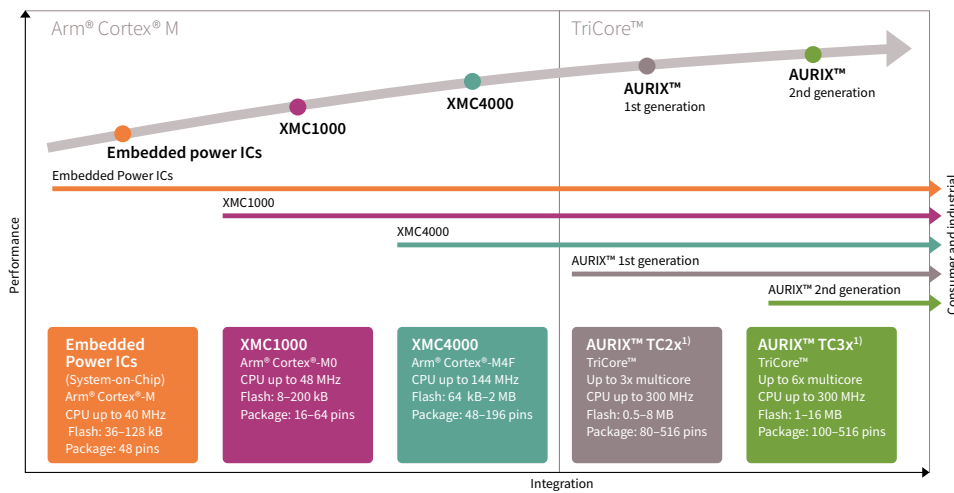 Arm® Cortex® M
TriCore™
AURIX™
2nd generation
AURIX™
1st generation
XMC4000
XMC1000
Embedded power ICs
Embedded Power ICs
XMC1000
XMC4000
AURIX™ 1st generation
AURIX™ 2nd generation
Performance
Consumer and industrial
Embedded
Power ICs
(System-on-Chip)
Arm® Cortex®-M
CPU up to 40 MHz
Flash: 36–128 kB
Package: 48 pins
XMC1000
Arm® Cortex®-M0
CPU up to 48 MHz
Flash: 8–200 kB
Package: 16–64 pins
XMC4000
Arm® Cortex®-M4F
CPU up to 144 MHz
Flash: 64 kB–2 MB
Package: 48–196 pins
AURIX™ TC2x¹⁾
TriCore™
Up to 3x multicore
CPU up to 300 MHz
Flash: 0.5–8 MB
Package: 80–516 pins
AURIX™ TC3x¹⁾
TriCore™
Up to 6x multicore
CPU up to 300 MHz
Flash: 1–16 MB
Package: 100–516 pins
Integration